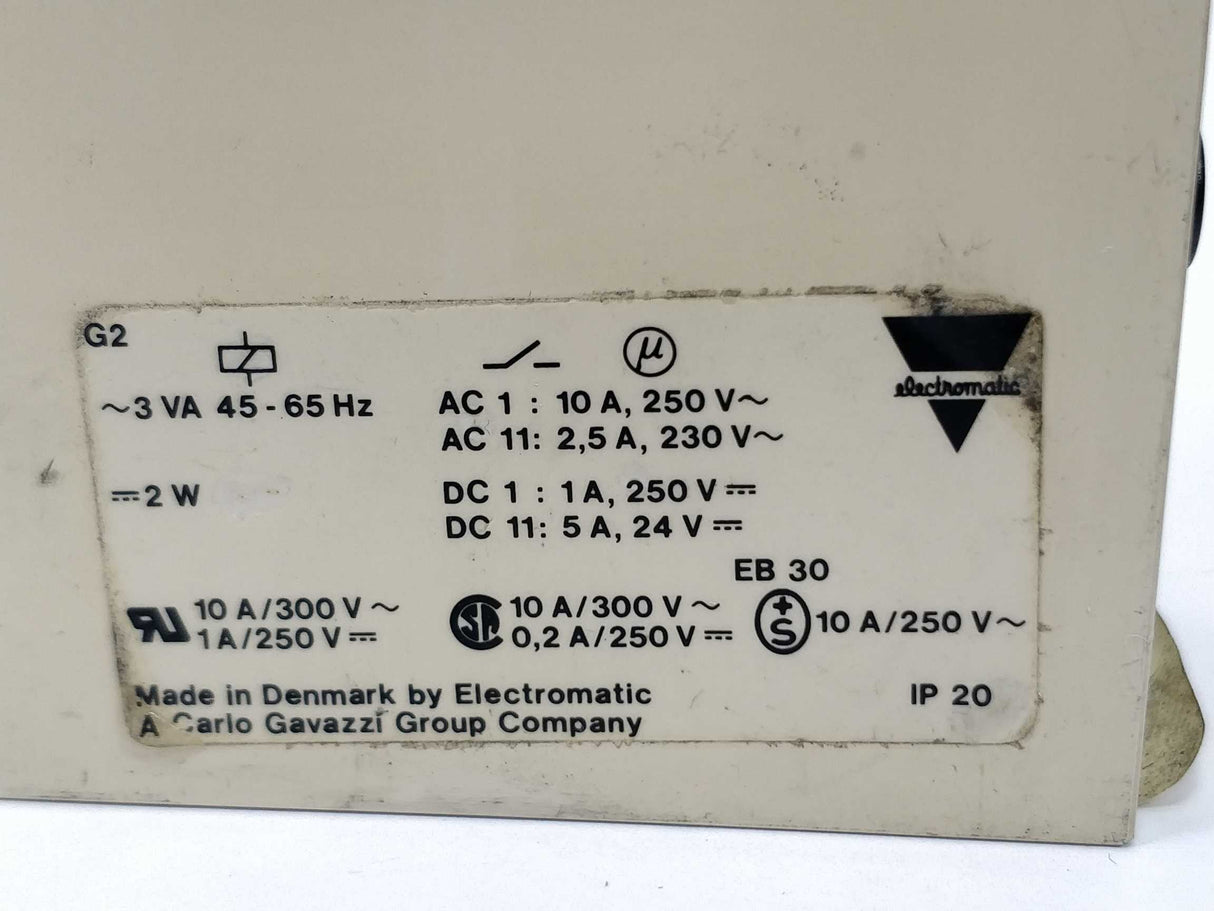 G2
µ
electromatic
~3 VA 45-65 Hz
AC 1 : 10 A, 250 V~
AC 11: 2,5 A, 230 V~
⎓2 W
DC 1 : 1 A, 250 V⎓
DC 11: 5 A, 24 V⎓
EB 30
RU 10 A/300 V~
1 A/250 V⎓
SA 10 A/300 V~
0,2 A/250 V⎓
+S 10 A/250 V~
Made in Denmark by Electromatic
A Carlo Gavazzi Group Company
IP 20